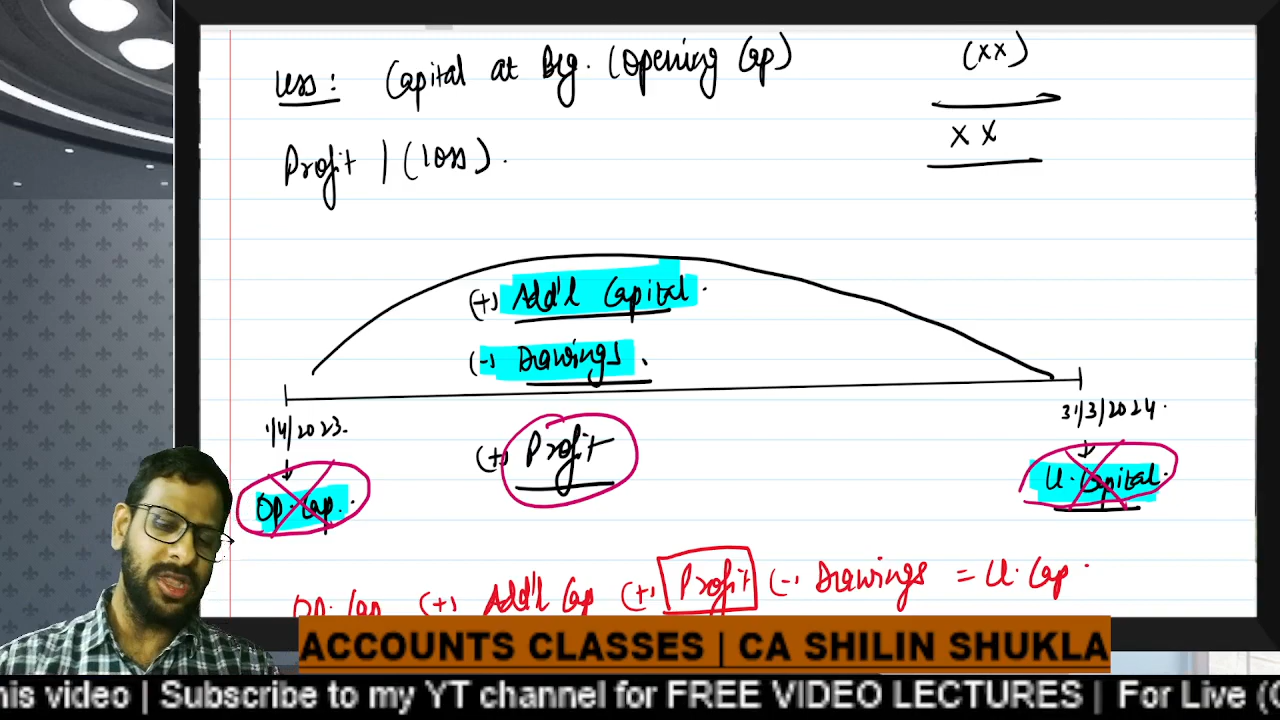 Less: Capital at Beg. (Opening Cap) (xx)
Profit | (loss). xx
(+) Add'l Capital.
(-) Drawings.
1/4/2023. 31/3/2024.
(+) Profit
Op. Cap. Cl. Capital.
Op. Cap (+) Add'l Cap (+) Profit (-) Drawings = Cl. Cap.
ACCOUNTS CLASSES | CA SHILIN SHUKLA
his video | Subscribe to my YT channel for FREE VIDEO LECTURES | For Live (